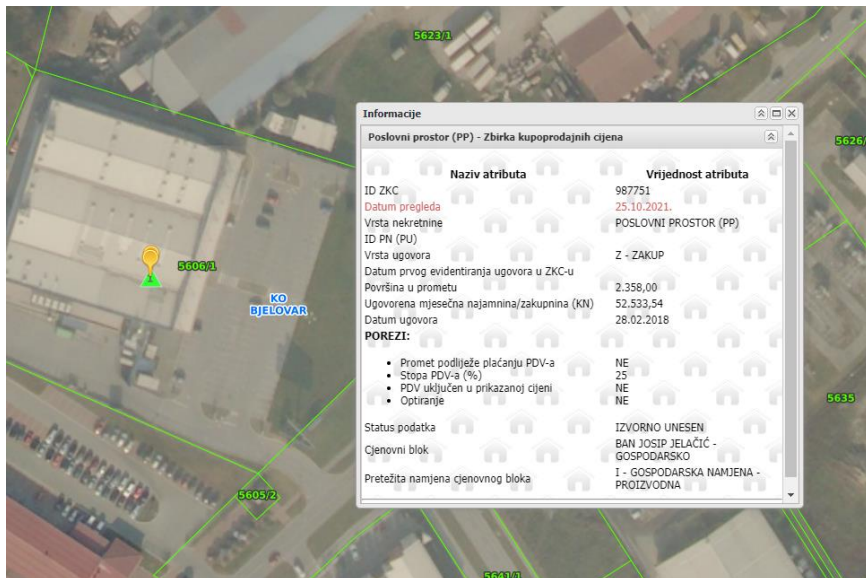 5623/1
Informacije
Poslovni prostor (PP) - Zbirka kupoprodajnih cijena
Naziv atributa Vrijednost atributa
ID ZKC 987751
Datum pregleda 25.10.2021.
Vrsta nekretnine POSLOVNI PROSTOR (PP)
ID PN (PU)
Vrsta ugovora Z - ZAKUP
Datum prvog evidentiranja ugovora u ZKC-u
Površina u prometu 2.358,00
Ugovorena mjesečna najamnina/zakupnina (KN) 52.533,54
Datum ugovora 28.02.2018
POREZI:
Promet podliježe plaćanju PDV-a NE
Stopa PDV-a (%) 25
PDV uključen u prikazanoj cijeni NE
Optiranje NE
Status podatka IZVORNO UNESEN
Cjenovni blok BAN JOSIP JELAČIĆ - GOSPODARSKO
Pretežita namjena cjenovnog bloka I - GOSPODARSKA NAMJENA - PROIZVODNA
5626/
5606/1
1
KO
BJELOVAR
5635
5605/2
5641/1